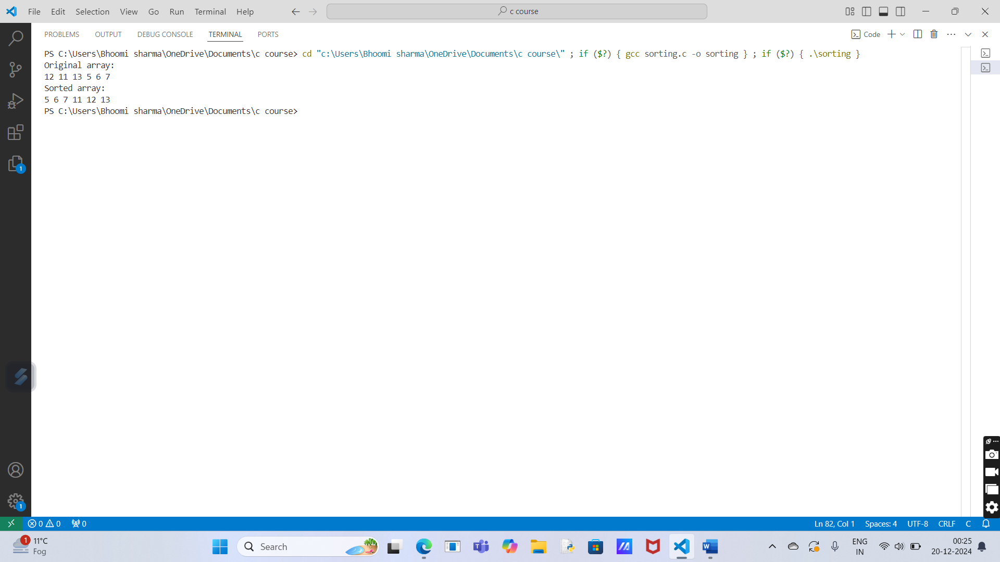 File Edit Selection View Go Run Terminal Help
c course
PROBLEMS OUTPUT DEBUG CONSOLE TERMINAL PORTS
Code
PS C:\Users\Bhoomi sharma\OneDrive\Documents\c course> cd "c:\Users\Bhoomi sharma\OneDrive\Documents\c course\" ; if ($?) { gcc sorting.c -o sorting } ; if ($?) { .\sorting }
Original array:
12 11 13 5 6 7
Sorted array:
5 6 7 11 12 13
PS C:\Users\Bhoomi sharma\OneDrive\Documents\c course>
1
1
0 0 0
Ln 82, Col 1 Spaces: 4 UTF-8 CRLF C
1
11°C
Fog
Search
ENG
IN
00:25
20-12-2024